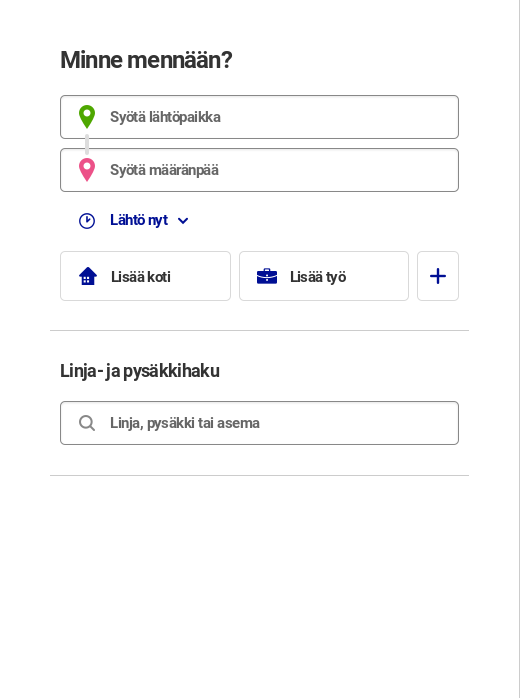 Minne mennään?
Syötä lähtöpaikka
Syötä määränpää
Lähtö nyt
Lisää koti
Lisää työ
Linja- ja pysäkkihaku
Linja, pysäkki tai asema